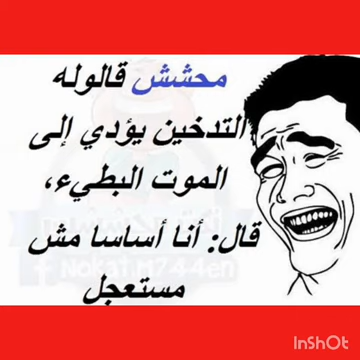 محشش قالوله
التدخين يؤدي إلى
الموت البطيء،
قال: أنا أساسا مش
مستعجل
InShOt